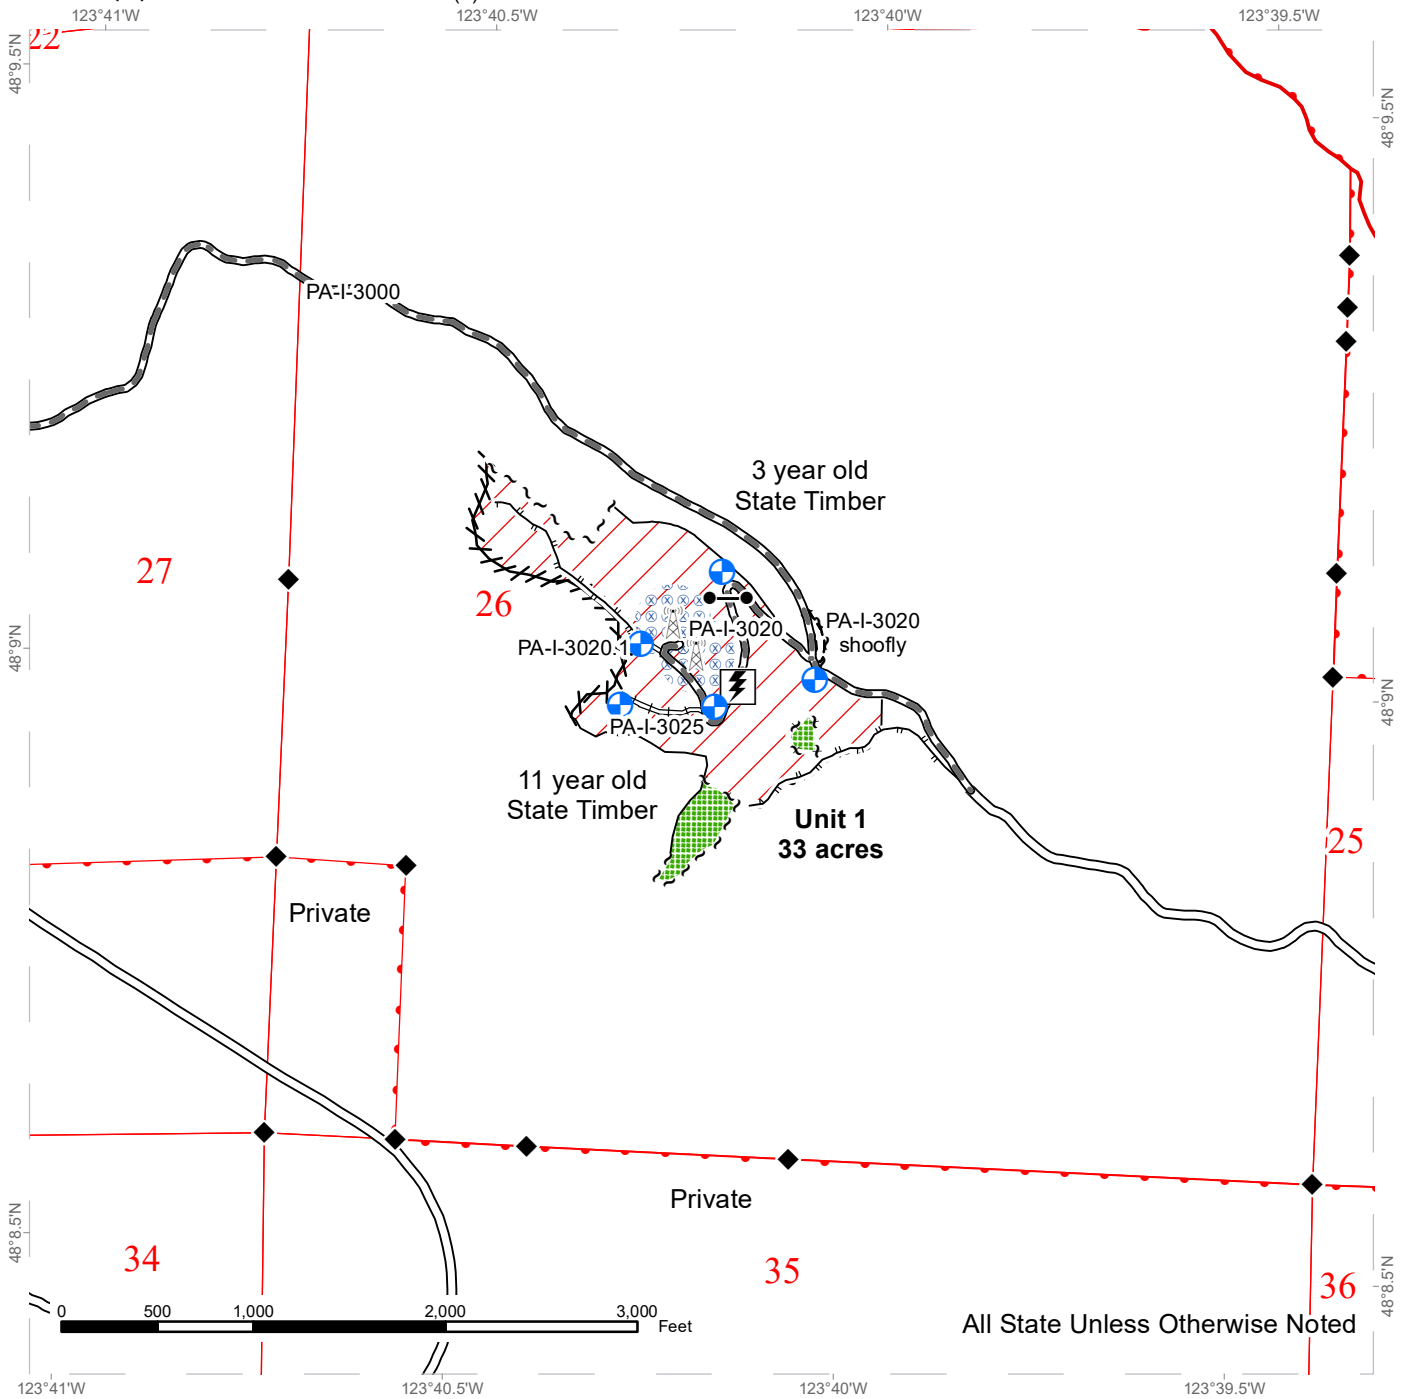 123°41'W
123°40.5'W
123°40'W
123°39.5'W
48°9.5'N
48°9.5'N
22
PA-I-3000
3 year old
State Timber
27
26
PA-I-3020
PA-I-3020
shoofly
PA-I-3020.1
48°9'N
48°9'N
PA-I-3025
11 year old
State Timber
Unit 1
33 acres
25
Private
Private
48°8.5'N
48°8.5'N
34
35
36
0 500 1,000 2,000 3,000
Feet
All State Unless Otherwise Noted
123°41'W
123°40.5'W
123°40'W
123°39.5'W